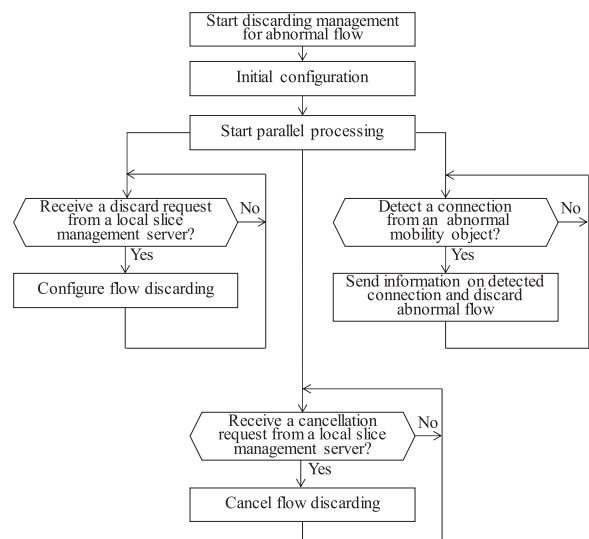 Start discarding management
for abnormal flow
Initial configuration
Start parallel processing
Receive a discard request
from a local slice
management server?
No
Yes
Configure flow discarding
Detect a connection
from an abnormal
mobility object?
No
Yes
Send information on detected
connection and discard
abnormal flow
Receive a cancellation
request from a local slice
management server?
No
Yes
Cancel flow discarding